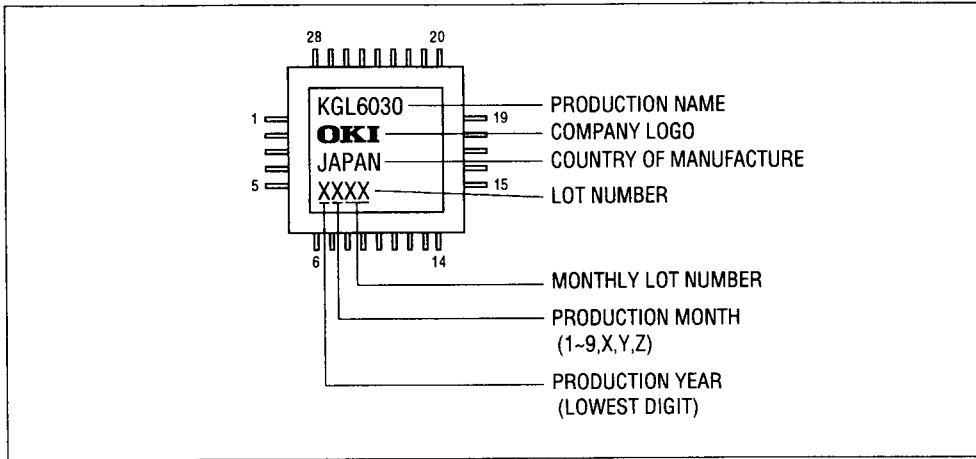 28 20
KGL6030 PRODUCTION NAME
1 19
OKI COMPANY LOGO
JAPAN COUNTRY OF MANUFACTURE
5 15
XXXX LOT NUMBER
6 14
MONTHLY LOT NUMBER
PRODUCTION MONTH
(1~9,X,Y,Z)
PRODUCTION YEAR
(LOWEST DIGIT)